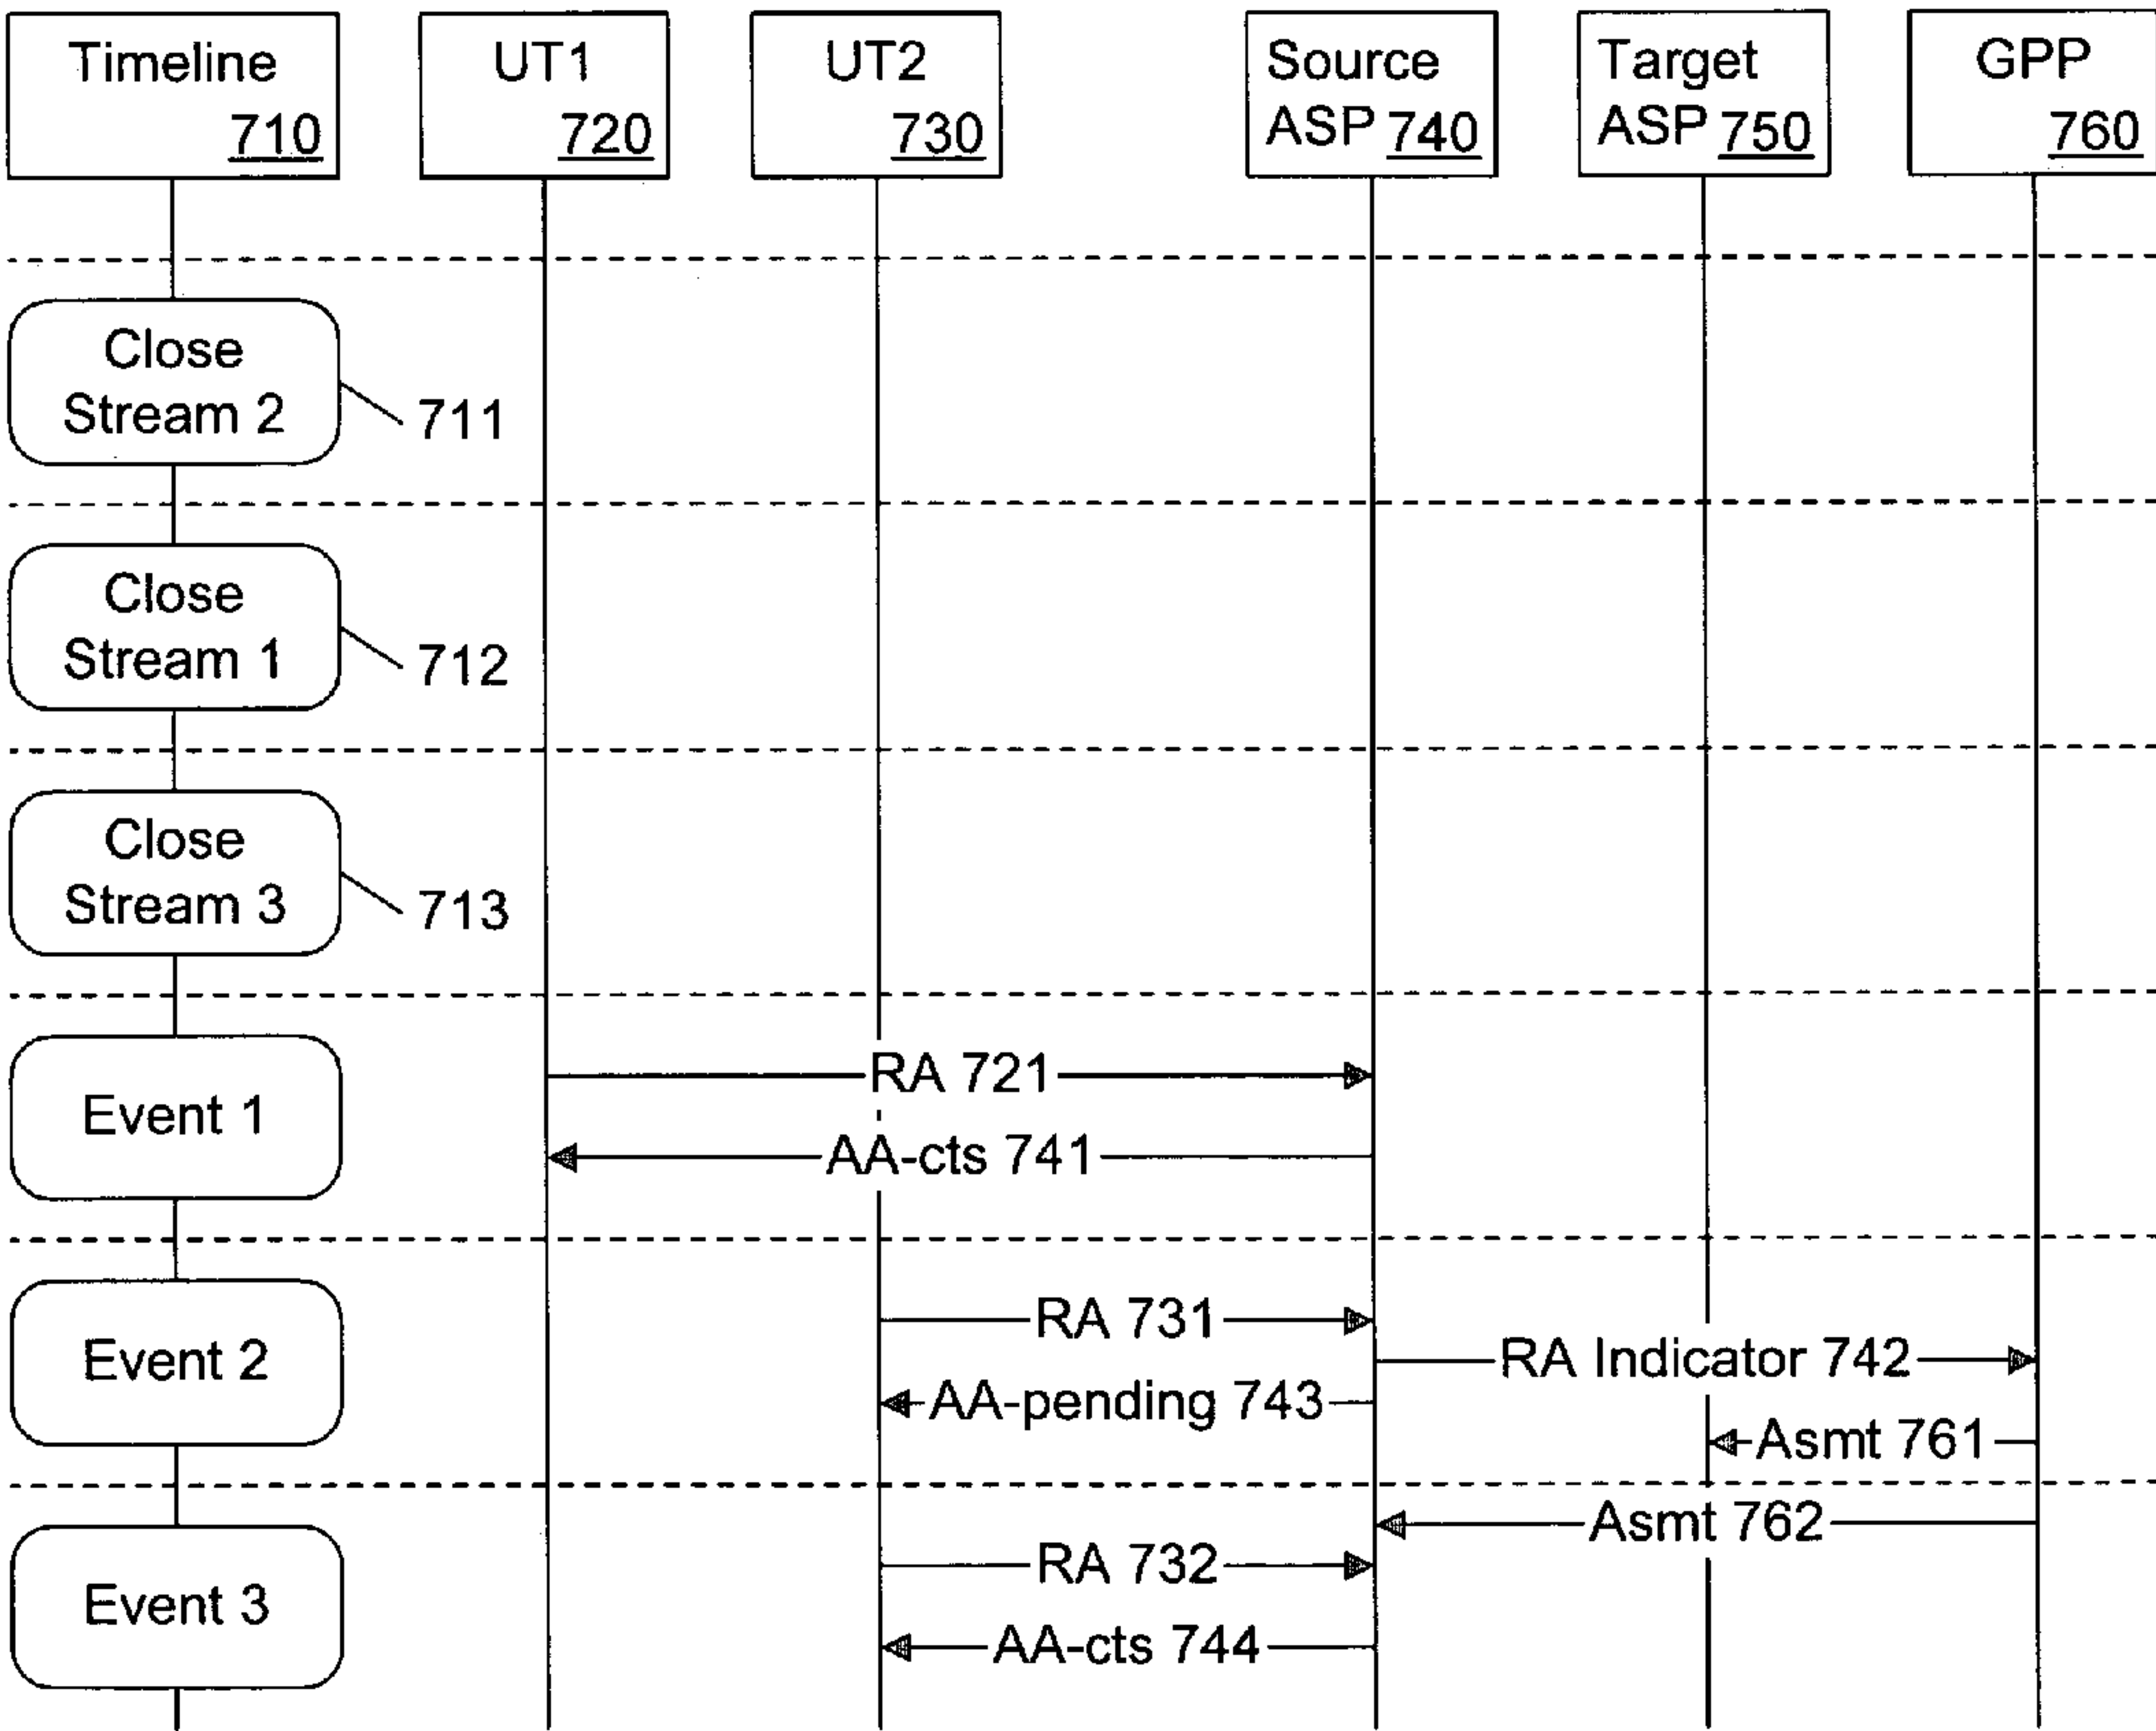 Timeline
710
UT1
720
UT2
730
Source
ASP 740
Target
ASP 750
GPP
760
Close
Stream 2
711
Close
Stream 1
712
Close
Stream 3
713
Event 1
RA 721
AA-cts 741
Event 2
RA 731
RA Indicator 742
AA-pending 743
Asmt 761
Event 3
Asmt 762
RA 732
AA-cts 744